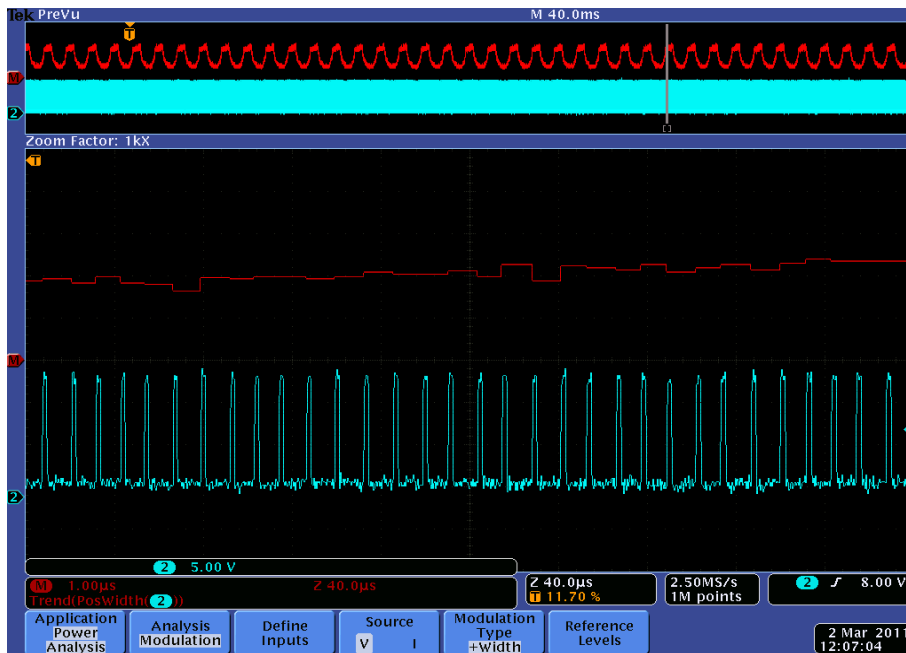 Tek PreVu M 40.0ms
T
M
2
Zoom Factor: 1kX
T
M
2
2 5.00 V
M 1.00µs Z 40.0µs
Trend(PosWidth(2))
Z 40.0µs
T 11.70 %
2.50MS/s
1M points
2 8.00 V
Application
Power
Analysis
Analysis
Modulation
Define
Inputs
Source
V I
Modulation
Type
+Width
Reference
Levels
2 Mar 2011
12:07:04